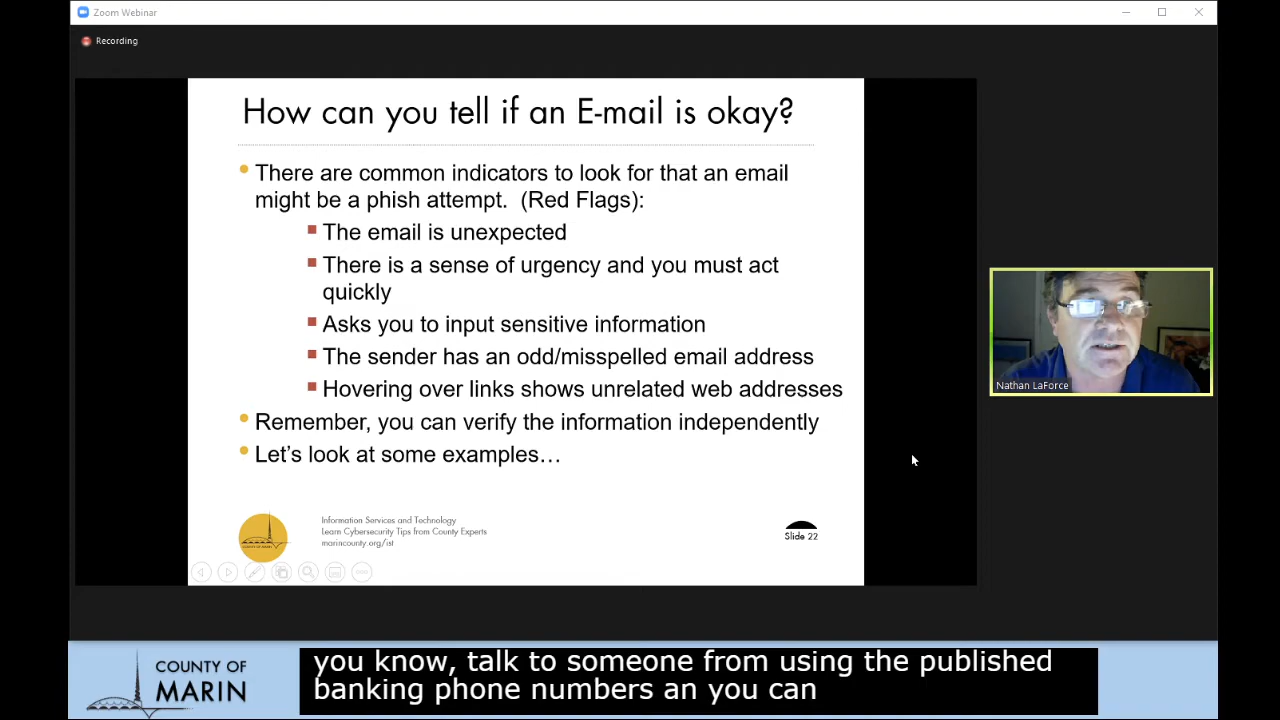 Zoom Webinar
Recording
How can you tell if an E-mail is okay?
There are common indicators to look for that an email
might be a phish attempt.  (Red Flags):
The email is unexpected
There is a sense of urgency and you must act
quickly
Asks you to input sensitive information
The sender has an odd/misspelled email address
Hovering over links shows unrelated web addresses
Remember, you can verify the information independently
Let's look at some examples…
Information Services and Technology
Learn Cybersecurity Tips from County Experts
marincounty.org/ist
Slide 22
Nathan LaForce
COUNTY OF
MARIN
you know, talk to someone from using the published
banking phone numbers an you can